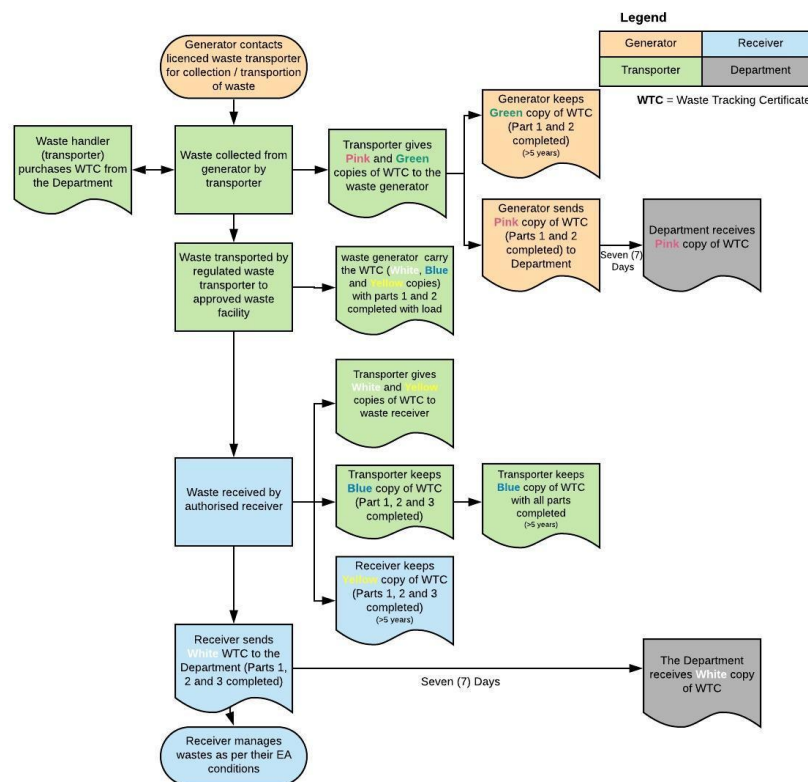 Legend
Generator
Receiver
Transporter
Department
WTC = Waste Tracking Certificate
Generator contacts
licenced waste transporter
for collection / transportion
of waste
Waste handler
(transporter)
purchases WTC from
the Department
Waste collected from
generator by
transporter
Transporter gives
Pink and Green
copies of WTC to the
waste generator
Generator keeps
Green copy of WTC
(Part 1 and 2
completed)
(>5 years)
Generator sends
Pink copy of WTC
(Parts 1 and 2
completed) to
Department
Seven (7)
Days
Department receives
Pink copy of WTC
Waste transported by
regulated waste
transporter to
approved waste
facility
waste generator carry
the WTC (White, Blue
and Yellow copies)
with parts 1 and 2
completed with load
Transporter gives
White and Yellow
copies of WTC to
waste receiver
Waste received by
authorised receiver
Transporter keeps
Blue copy of WTC
(Part 1, 2 and 3
completed)
Transporter keeps
Blue copy of WTC
with all parts
completed
(>5 years)
Receiver keeps
Yellow copy of WTC
(Parts 1, 2 and 3
completed)
(>5 years)
Receiver sends
White WTC to the
Department (Parts 1,
2 and 3 completed)
Seven (7) Days
The Department
receives White copy
of WTC
Receiver manages
wastes as per their EA
conditions